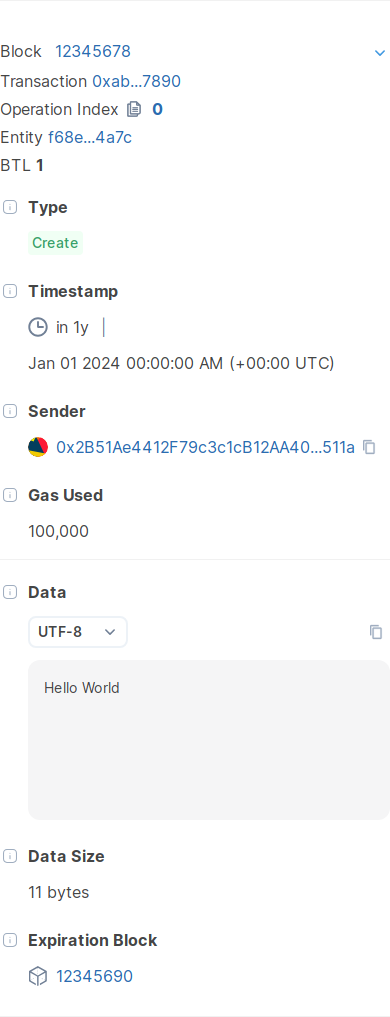 Block 12345678
Transaction 0xab...7890
Operation Index 0
Entity f68e...4a7c
BTL 1
Type
Create
Timestamp
in 1y |
Jan 01 2024 00:00:00 AM (+00:00 UTC)
Sender
0x2B51Ae4412F79c3c1cB12AA40...511a
Gas Used
100,000
Data
UTF-8
Hello World
Data Size
11 bytes
Expiration Block
12345690